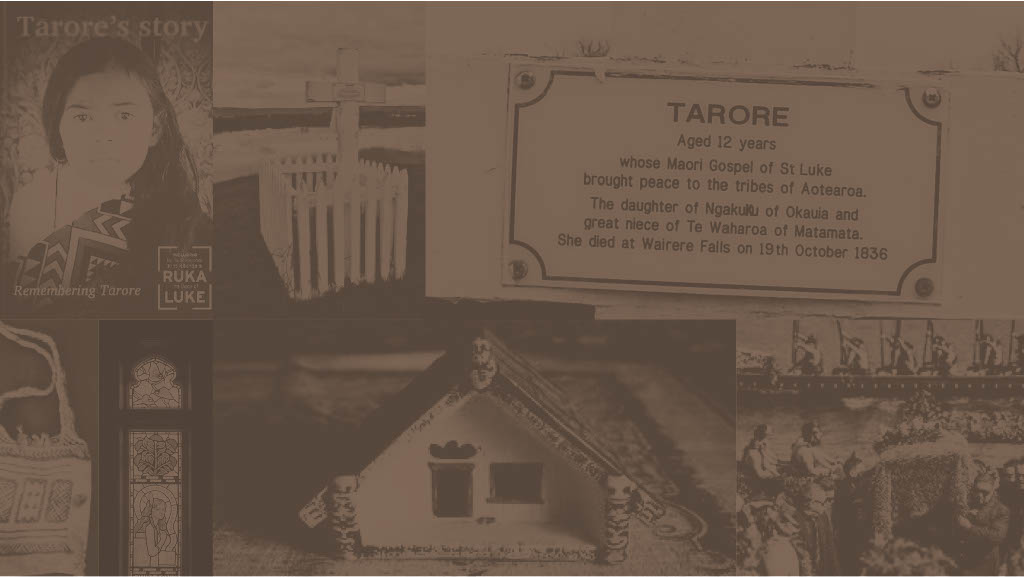 Tarore's story
Remembering Tarore
RUKA
LUKE
TARORE
Aged 12 years
whose Maori Gospel of St Luke
brought peace to the tribes of Aotearoa.
The daughter of Ngakuku of Okauia and
great niece of Te Waharoa of Matamata.
She died at Wairere Falls on 19th October 1836